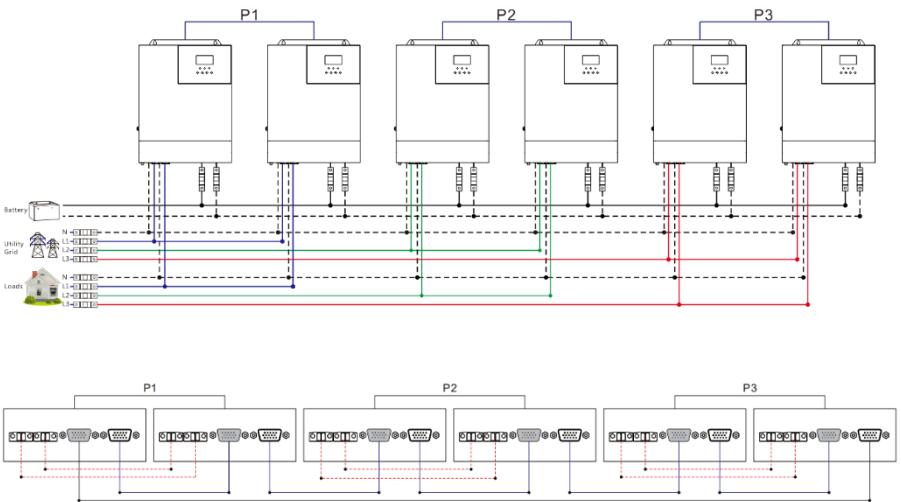 P1 P2 P3
Battery
Utility
Grid
N
L1
L2
L3
Loads
N
L1
L2
L3
P1 P2 P3